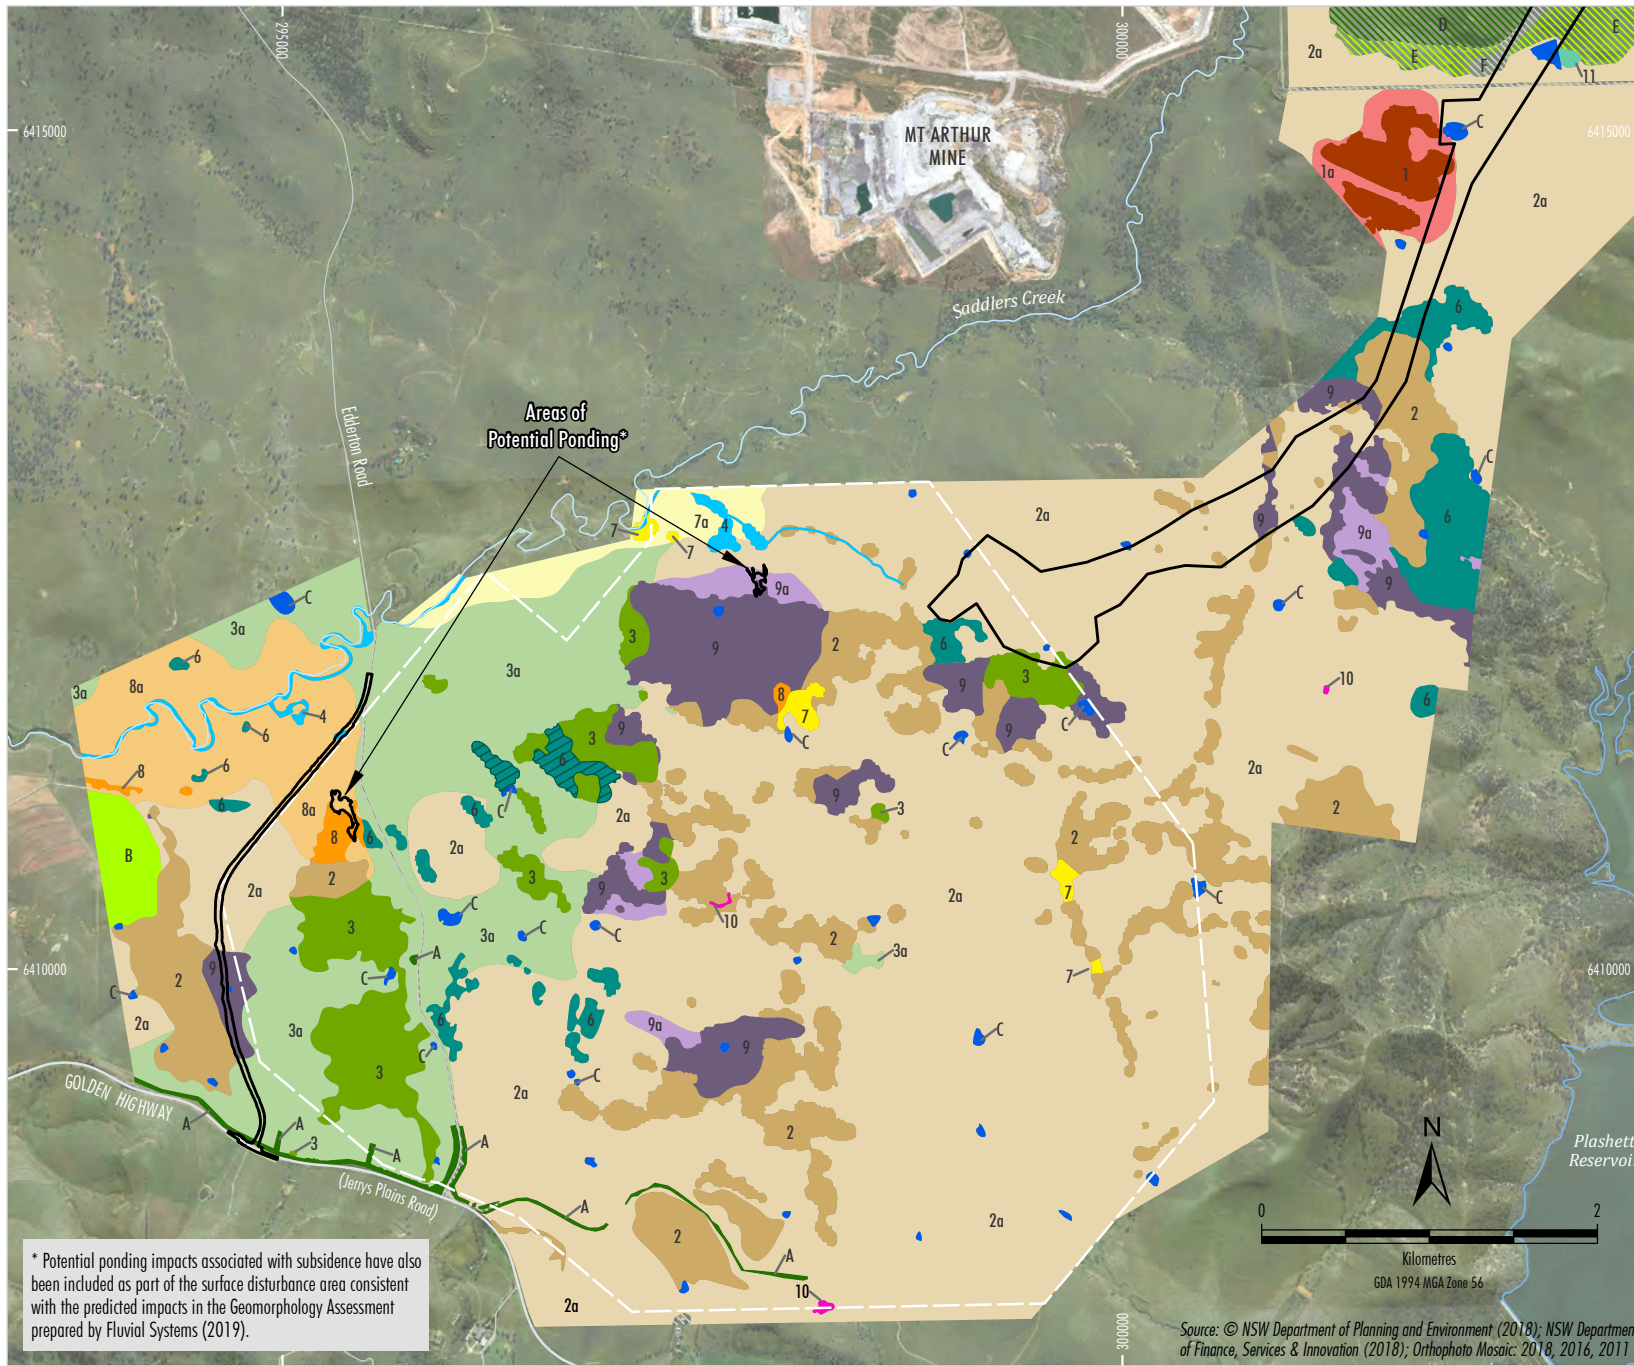 295000
300000
D
E
E
F
2a
11
6415000
MT ARTHUR
MINE
C
6415000
1a
1
2a
Saddlers Creek
6
Areas of
Potential Ponding*
Edderton Road
9
2
C
7a
4
2a
7
7
9
9a
6
9a
9
C
C
3a
6
3
9
2
6
3a
8a
3a
9
3
10
8
7
6
4
6
C
C
9
C
3
9
6
2a
8
6
6
8a
6
C
2a
9
3
2
2
8
6
2a
B
2
2a
3
9
3
2a
7
C
C
10
3
3a
C
C
2
3a
A
6410000
9
2
C
7
6410000
C
2a
3a
6
6
9a
9
C
C
3
C
2a
GOLDEN HIGHWAY
A
A
3
A
A
2
N
Plashett
(Jerrys Plains Road)
A
2a
2
A
0
2
Kilometres
GDA 1994 MGA Zone 56
* Potential ponding impacts associated with subsidence have also
been included as part of the surface disturbance area consistent
with the predicted impacts in the Geomorphology Assessment
prepared by Fluvial Systems (2019).
10
2a
300000
Source: © NSW Department of Planning and Environment (2018); NSW Departmen
of Finance, Services & Innovation (2018); Orthophoto Mosaic: 2018, 2016, 2011